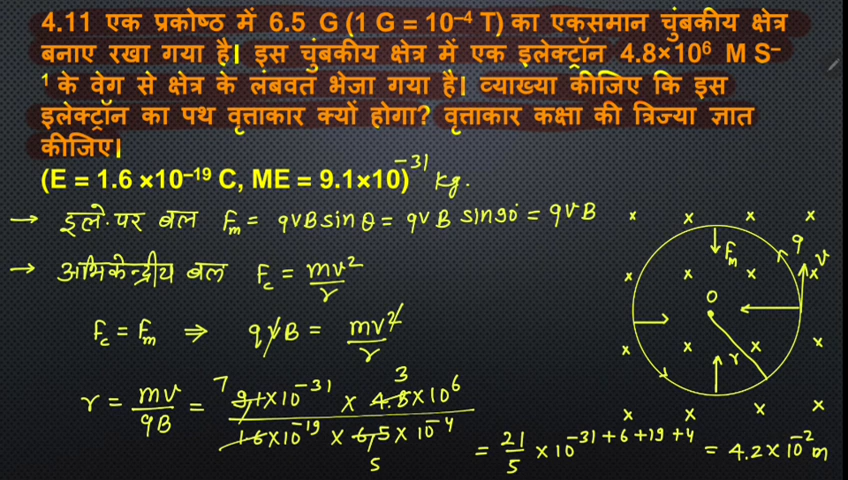 4.11 एक प्रकोष्ठ में 6.5 G (1 G = 10⁻⁴ T) का एकसमान चुंबकीय क्षेत्र
बनाए रखा गया है। इस चुंबकीय क्षेत्र में एक इलेक्ट्रॉन 4.8×10⁶ M S⁻
¹ के वेग से क्षेत्र के लंबवत भेजा गया है। व्याख्या कीजिए कि इस
इलेक्ट्रॉन का पथ वृत्ताकार क्यों होगा? वृत्ताकार कक्षा की त्रिज्या ज्ञात
कीजिए।
(E = 1.6 ×10⁻¹⁹ C, ME = 9.1×10)⁻³¹ kg.
→ इले. पर बल Fm = qvB sin θ = qvB sin 90° = qvB
→ अभिकेन्द्रीय बल Fc = mv²/r
Fc = Fm ⇒ qvB = mv²/r
r = mv/qB = 7 9.1×10⁻³¹ × 3 4.8×10⁶ / 1.6×10⁻¹⁹ × 6.5×10⁻⁴ 5 = 21/5 × 10⁻³¹⁺⁶⁺¹⁹⁺⁴ = 4.2×10⁻² m
x x x x
Fm q v
x x x x
O
x x r x x
x x x x